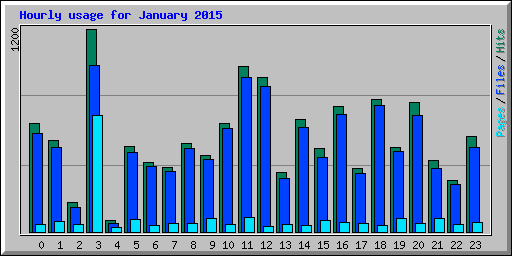 Hourly usage for January 2015
1200
Pages/Files/Hits
0 1 2 3 4 5 6 7 8 9 10 11 12 13 14 15 16 17 18 19 20 21 22 23